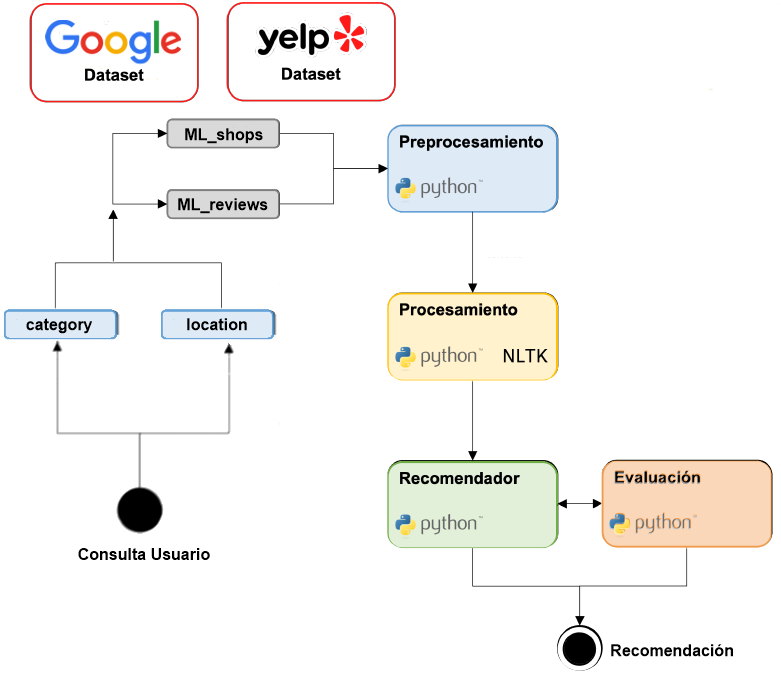 Google
Dataset
yelp
Dataset
ML_shops
ML_reviews
Preprocesamiento
python™
category
location
Procesamiento
python™ NLTK
Recomendador
python™
Evaluación
python™
Consulta Usuario
Recomendación